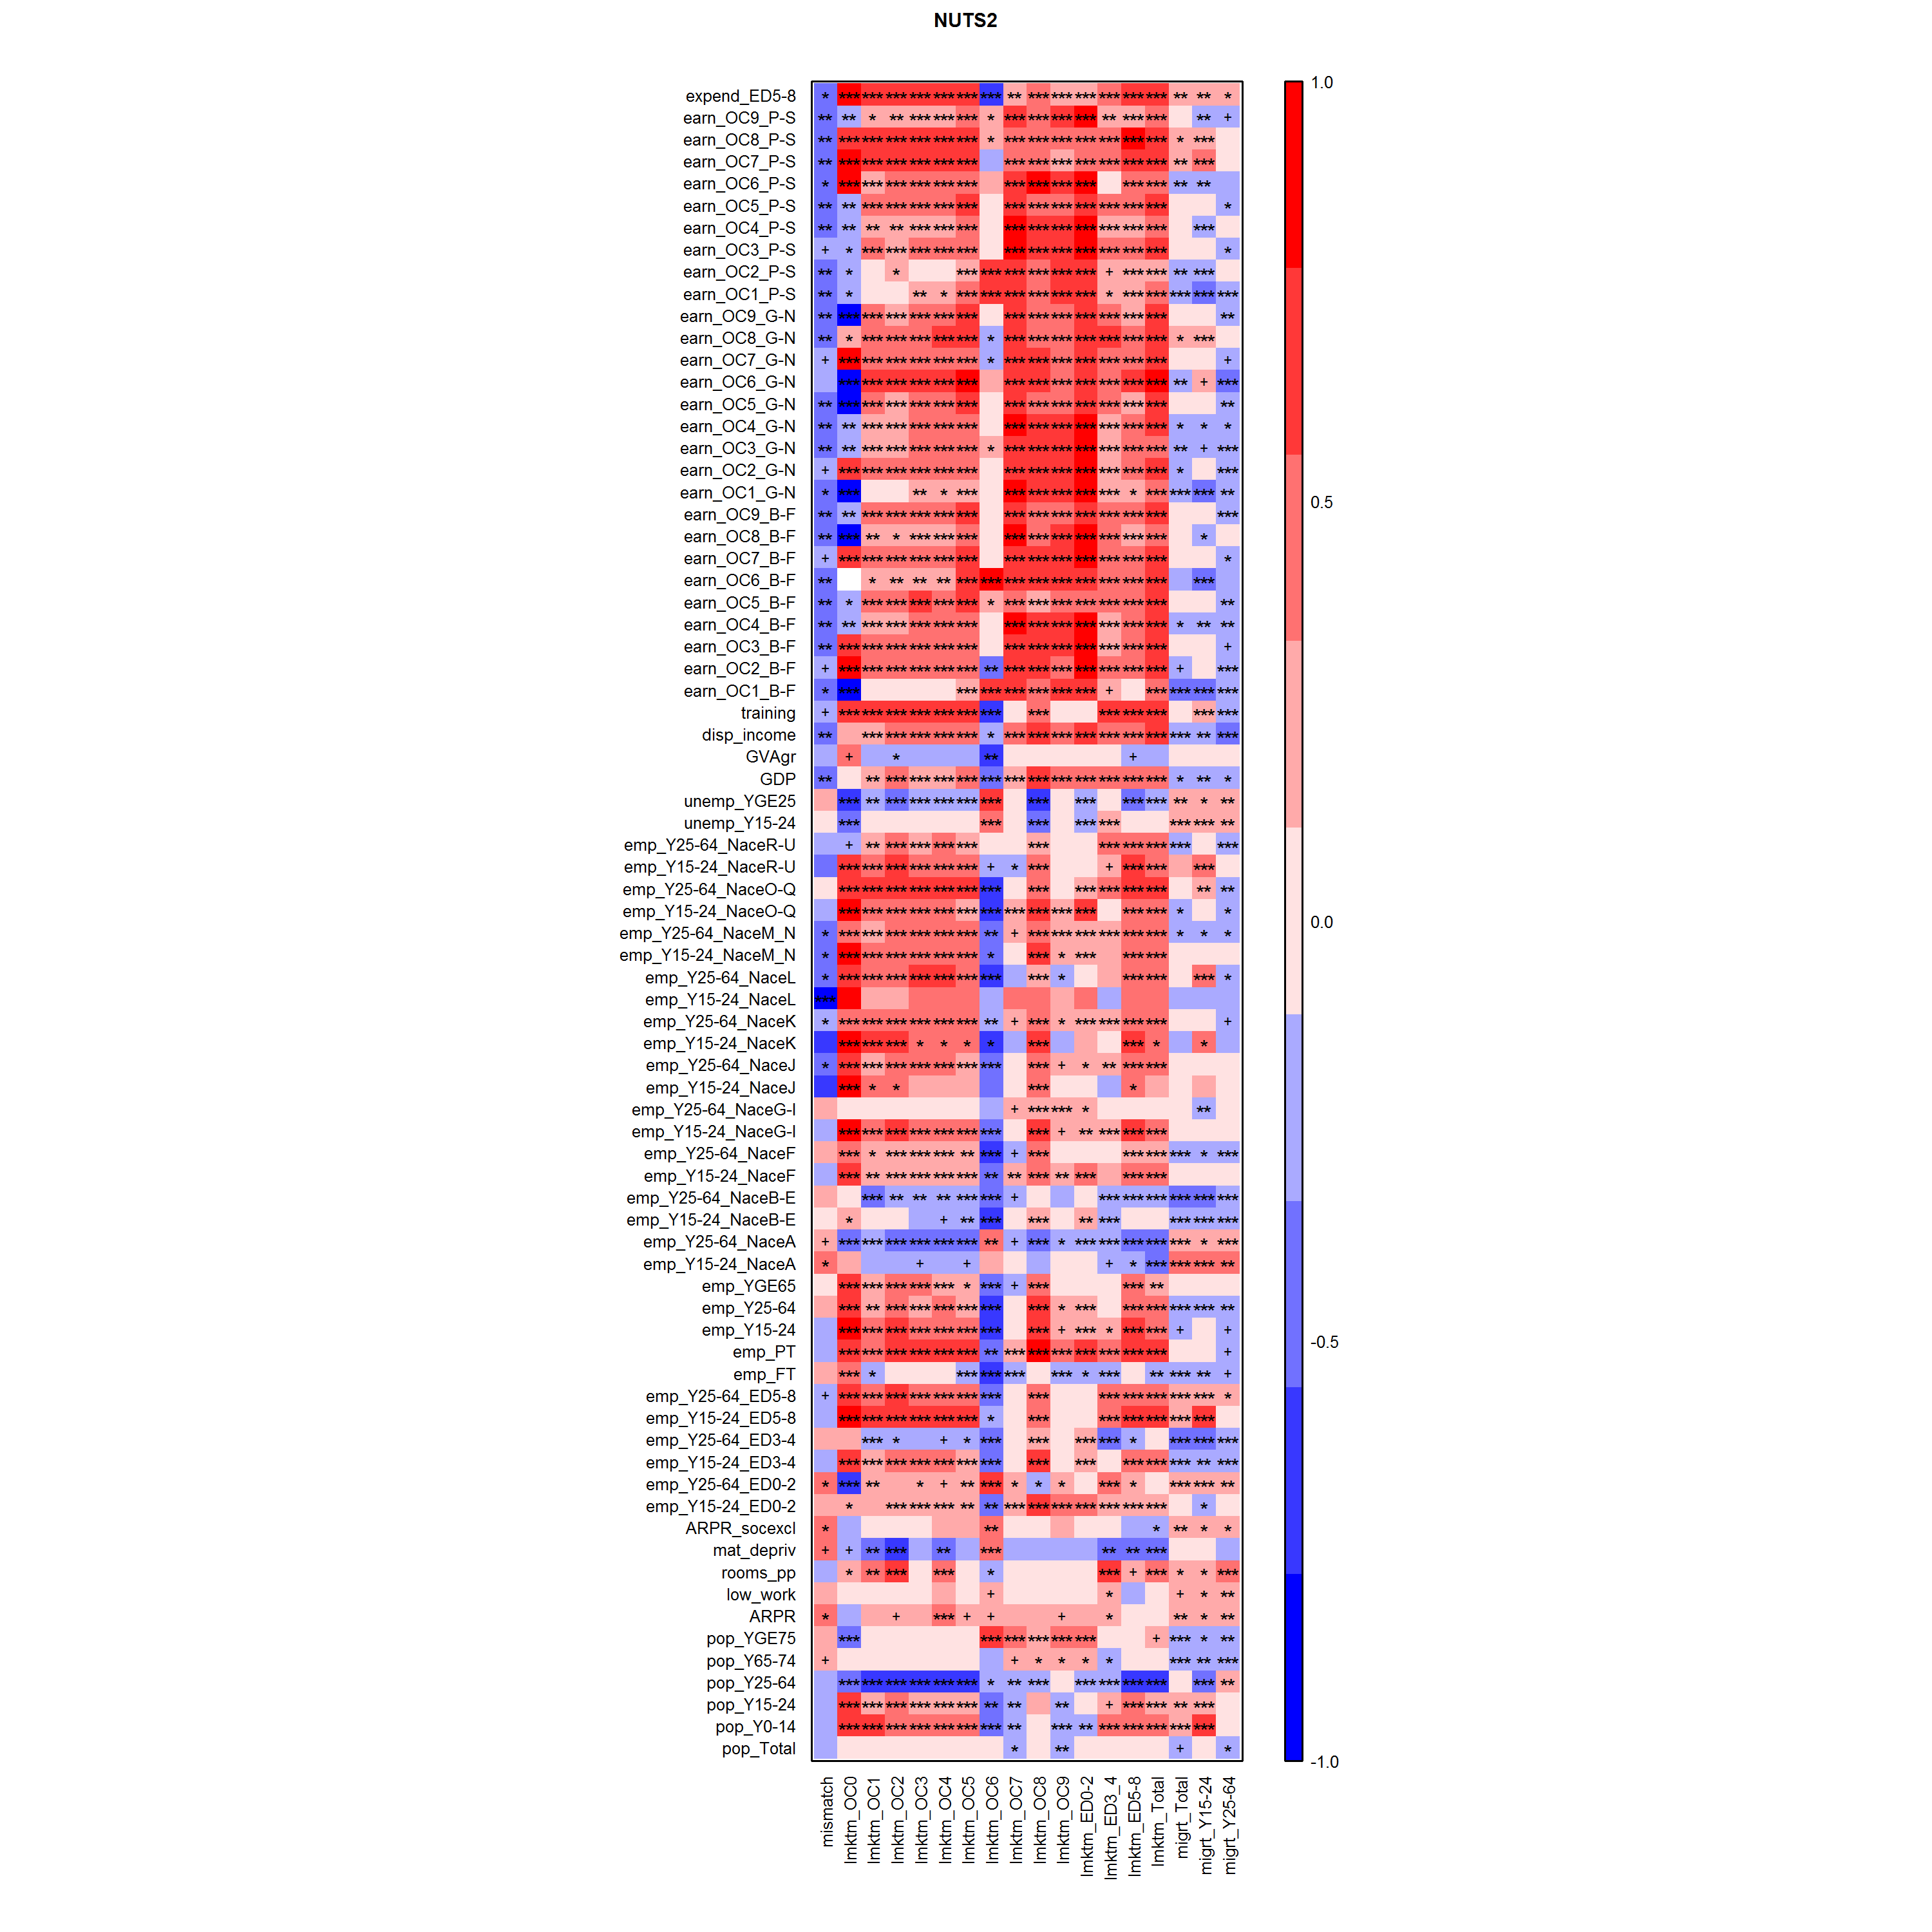 NUTS2
expend_ED5-8
earn_OC9_P-S
earn_OC8_P-S
earn_OC7_P-S
earn_OC6_P-S
earn_OC5_P-S
earn_OC4_P-S
earn_OC3_P-S
earn_OC2_P-S
earn_OC1_P-S
earn_OC9_G-N
earn_OC8_G-N
earn_OC7_G-N
earn_OC6_G-N
earn_OC5_G-N
earn_OC4_G-N
earn_OC3_G-N
earn_OC2_G-N
earn_OC1_G-N
earn_OC9_B-F
earn_OC8_B-F
earn_OC7_B-F
earn_OC6_B-F
earn_OC5_B-F
earn_OC4_B-F
earn_OC3_B-F
earn_OC2_B-F
earn_OC1_B-F
training
disp_income
GVAgr
GDP
unemp_YGE25
unemp_Y15-24
emp_Y25-64_NaceR-U
emp_Y15-24_NaceR-U
emp_Y25-64_NaceO-Q
emp_Y15-24_NaceO-Q
emp_Y25-64_NaceM_N
emp_Y15-24_NaceM_N
emp_Y25-64_NaceL
emp_Y15-24_NaceL
emp_Y25-64_NaceK
emp_Y15-24_NaceK
emp_Y25-64_NaceJ
emp_Y15-24_NaceJ
emp_Y25-64_NaceG-I
emp_Y15-24_NaceG-I
emp_Y25-64_NaceF
emp_Y15-24_NaceF
emp_Y25-64_NaceB-E
emp_Y15-24_NaceB-E
emp_Y25-64_NaceA
emp_Y15-24_NaceA
emp_YGE65
emp_Y25-64
emp_Y15-24
emp_PT
emp_FT
emp_Y25-64_ED5-8
emp_Y15-24_ED5-8
emp_Y25-64_ED3-4
emp_Y15-24_ED3-4
emp_Y25-64_ED0-2
emp_Y15-24_ED0-2
ARPR_socexcl
mat_depriv
rooms_pp
low_work
ARPR
pop_YGE75
pop_Y65-74
pop_Y25-64
pop_Y15-24
pop_Y0-14
pop_Total
mismatch
lmktm_OC0
lmktm_OC1
lmktm_OC2
lmktm_OC3
lmktm_OC4
lmktm_OC5
lmktm_OC6
lmktm_OC7
lmktm_OC8
lmktm_OC9
lmktm_ED0-2
lmktm_ED3_4
lmktm_ED5-8
lmktm_Total
migrt_Total
migrt_Y15-24
migrt_Y25-64
1.0
0.5
0.0
-0.5
-1.0